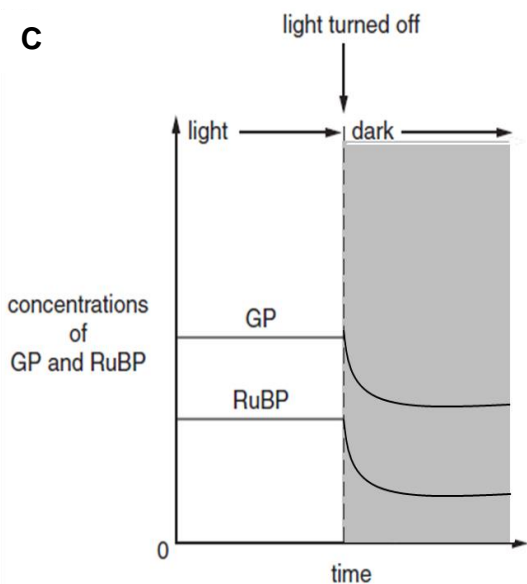 C
light turned off
light
dark
concentrations
of
GP and RuBP
GP
RuBP
0
time